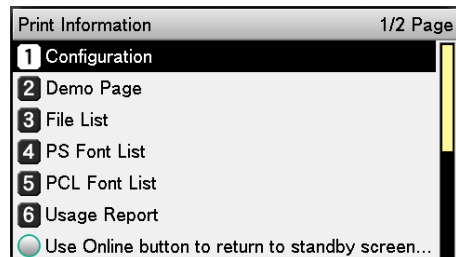 Print Information 1/2 Page
1 Configuration
2 Demo Page
3 File List
4 PS Font List
5 PCL Font List
6 Usage Report
Use Online button to return to standby screen...